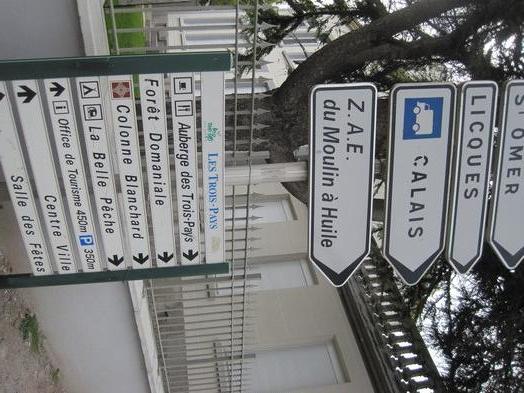 S
OMER
LICQUES
CALAIS
Z.A.E.
du Moulin à Huile
LES TROIS-PAYS
Auberge des Trois-Pays
Forêt Domaniale
Colonne Blanchard
La Belle Pêche
i Office de Tourisme 450m P 350m
Centre Ville
Salle des Fêtes